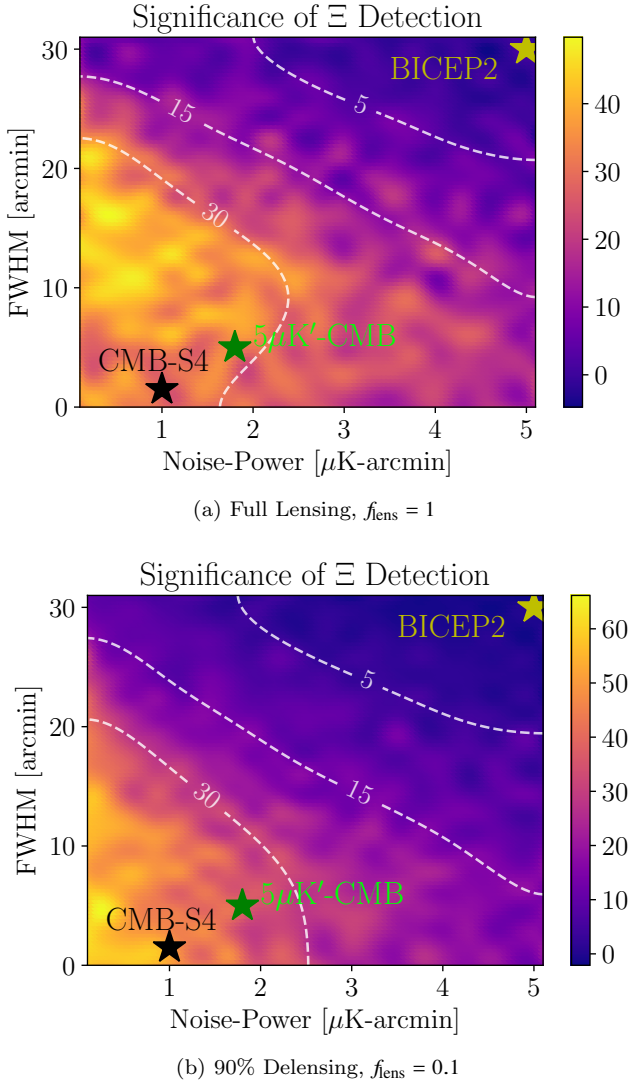 Significance of Ξ Detection
30
20
10
0
FWHM [arcmin]
5
15
30
BICEP2
5μK′-CMB
CMB-S4
1
2
3
4
5
Noise-Power [μK-arcmin]
40
30
20
10
0
(a) Full Lensing, f_lens = 1
Significance of Ξ Detection
30
20
10
0
FWHM [arcmin]
5
15
30
BICEP2
5μK′-CMB
CMB-S4
1
2
3
4
5
Noise-Power [μK-arcmin]
60
50
40
30
20
10
0
(b) 90% Delensing, f_lens = 0.1